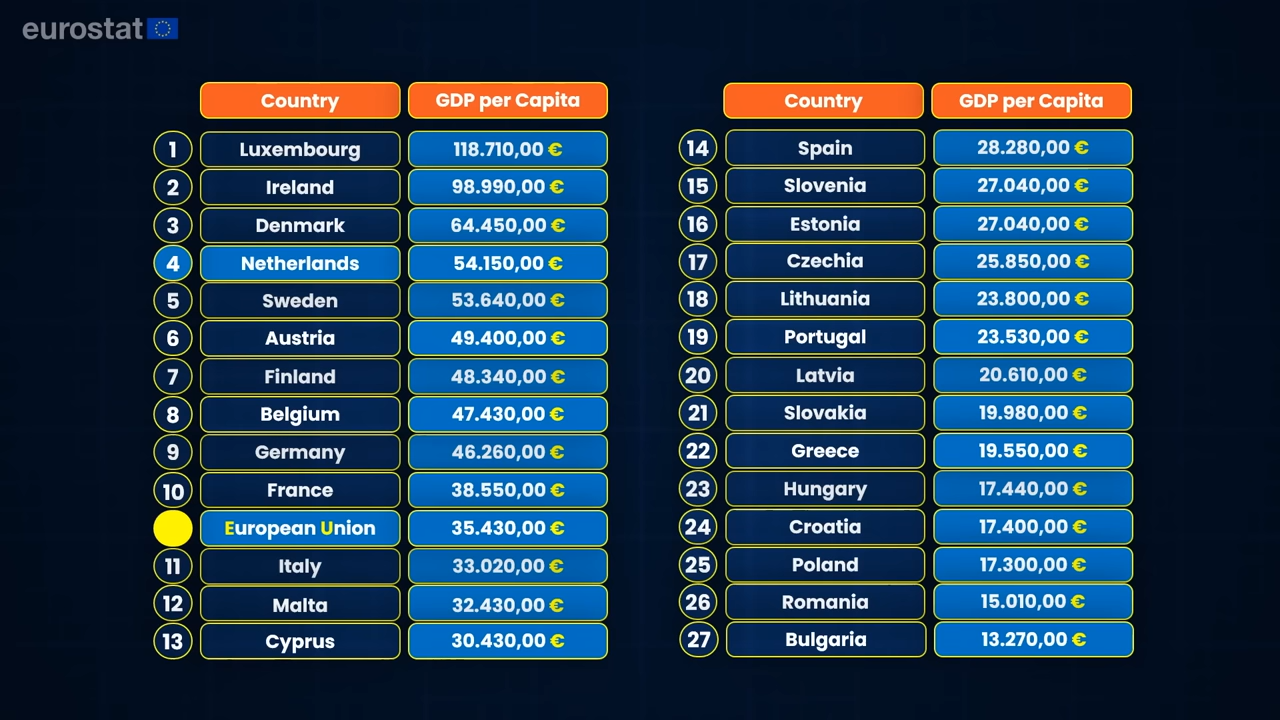 eurostat
Country GDP per Capita
1 Luxembourg 118.710,00 €
2 Ireland 98.990,00 €
3 Denmark 64.450,00 €
4 Netherlands 54.150,00 €
5 Sweden 53.640,00 €
6 Austria 49.400,00 €
7 Finland 48.340,00 €
8 Belgium 47.430,00 €
9 Germany 46.260,00 €
10 France 38.550,00 €
European Union 35.430,00 €
11 Italy 33.020,00 €
12 Malta 32.430,00 €
13 Cyprus 30.430,00 €
Country GDP per Capita
14 Spain 28.280,00 €
15 Slovenia 27.040,00 €
16 Estonia 27.040,00 €
17 Czechia 25.850,00 €
18 Lithuania 23.800,00 €
19 Portugal 23.530,00 €
20 Latvia 20.610,00 €
21 Slovakia 19.980,00 €
22 Greece 19.550,00 €
23 Hungary 17.440,00 €
24 Croatia 17.400,00 €
25 Poland 17.300,00 €
26 Romania 15.010,00 €
27 Bulgaria 13.270,00 €